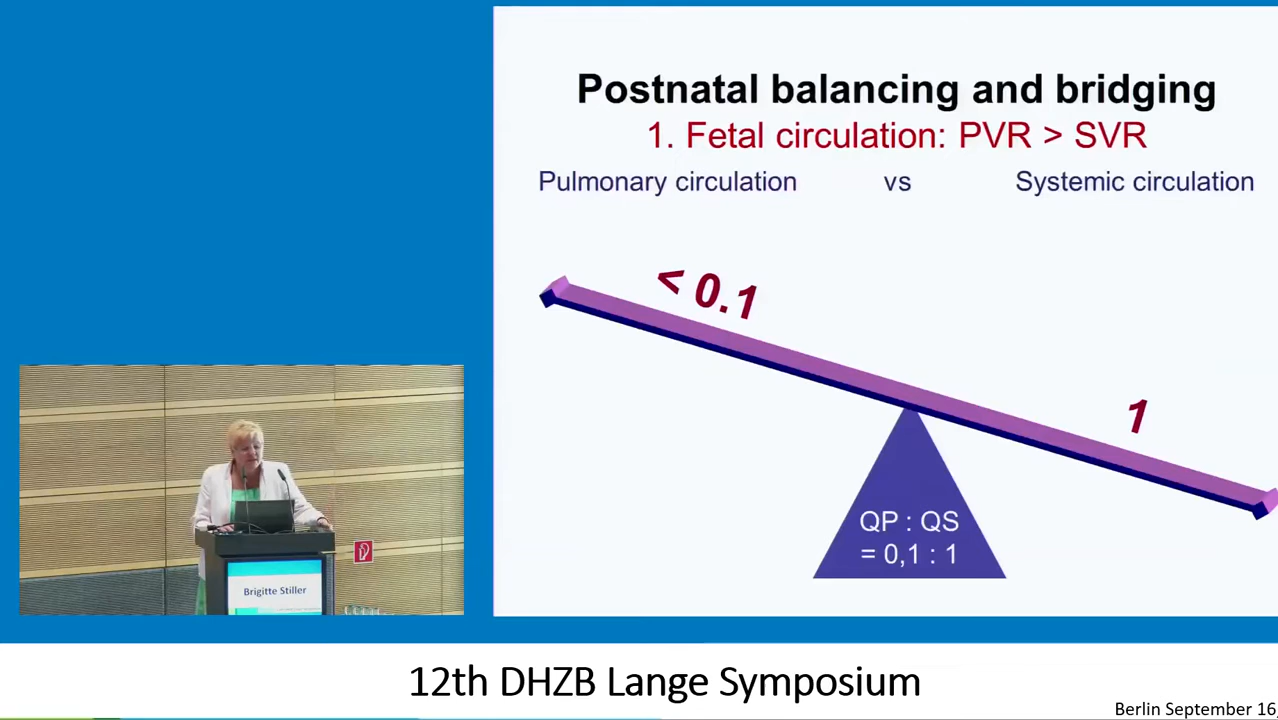 Postnatal balancing and bridging
1. Fetal circulation: PVR > SVR
Pulmonary circulation vs Systemic circulation
< 0.1
1
QP : QS
= 0,1 : 1
Brigitte Stiller
12th DHZB Lange Symposium
Berlin September 16